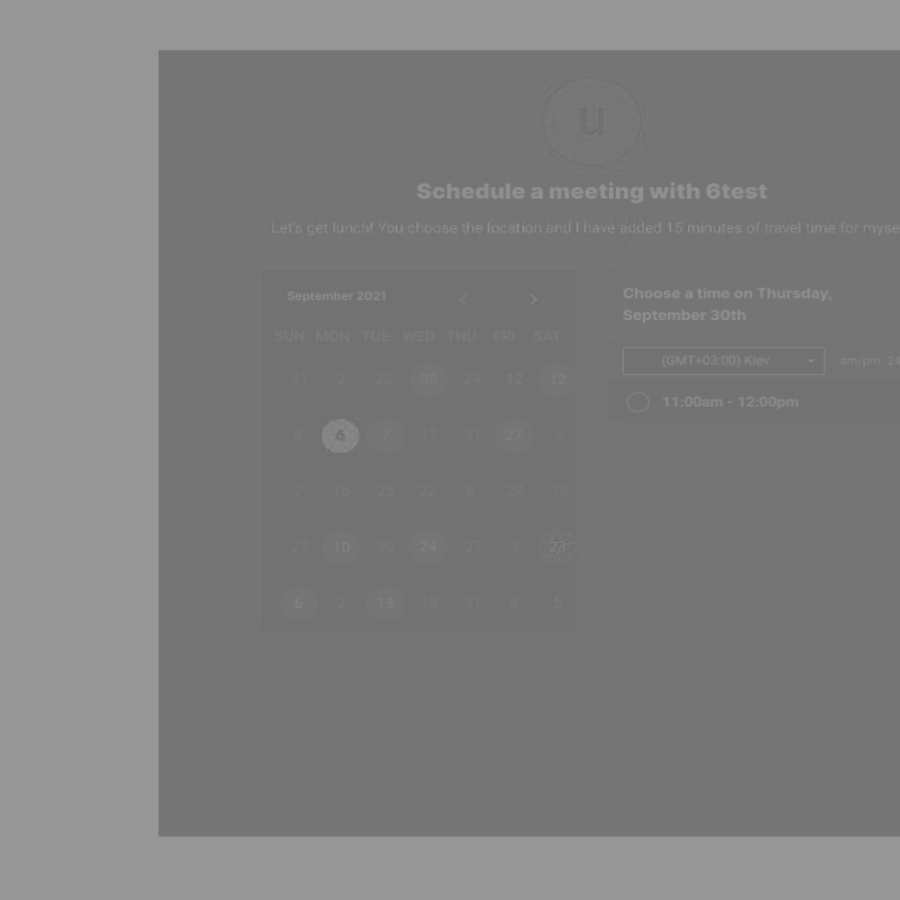 u
Schedule a meeting with 6test
Let's get lunch! You choose the location and I have added 15 minutes of travel time for myse
September 2021 < >
SUN MON TUE WED THU FRI SAT
31 2 22 30 24 12 12
9 6 7 17 31 27 6
2 16 25 22 8 24 18
27 10 30 24 27 3 23
6 2 13 18 31 6 5
Choose a time on Thursday,
September 30th
(GMT+03:00) Kiev am/pm 24
11:00am - 12:00pm